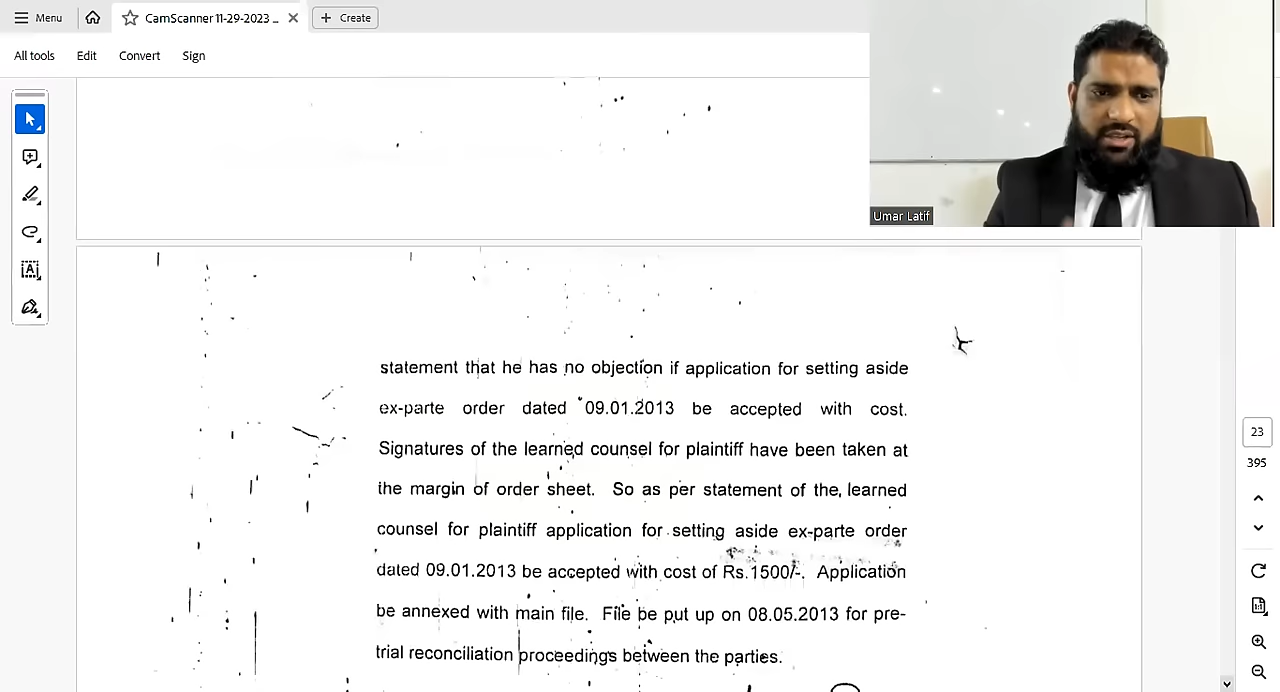 Menu
CamScanner 11-29-2023 _
Create
All tools
Edit
Convert
Sign
Umar Latif
statement that he has no objection if application for setting aside
ex-parte order dated 09.01.2013 be accepted with cost.
Signatures of the learned counsel for plaintiff have been taken at
the margin of order sheet. So as per statement of the, learned
counsel for plaintiff application for setting aside ex-parte order
dated 09.01.2013 be accepted with cost of Rs.1500/-. Application
be annexed with main file. File be put up on 08.05.2013 for pre-
trial reconciliation proceedings between the parties.
23
395